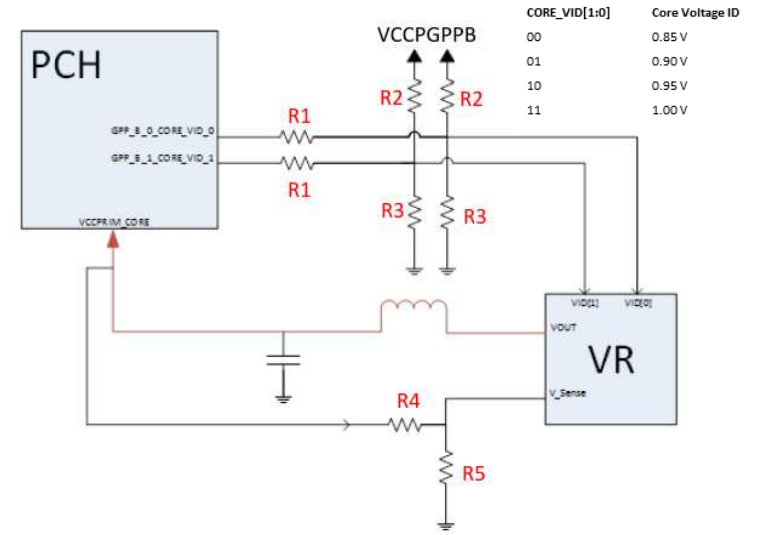 CORE_VID[1:0] Core Voltage ID
00 0.85 V
01 0.90 V
10 0.95 V
11 1.00 V
VCCPGPPB
PCH
R2 R2
R1
GPP_B_0_CORE_VID_0
GPP_B_1_CORE_VID_1
R1
R3 R3
VCCPRIM_CORE
VID[1] VID[0]
VOUT
VR
V_Sense
R4
R5